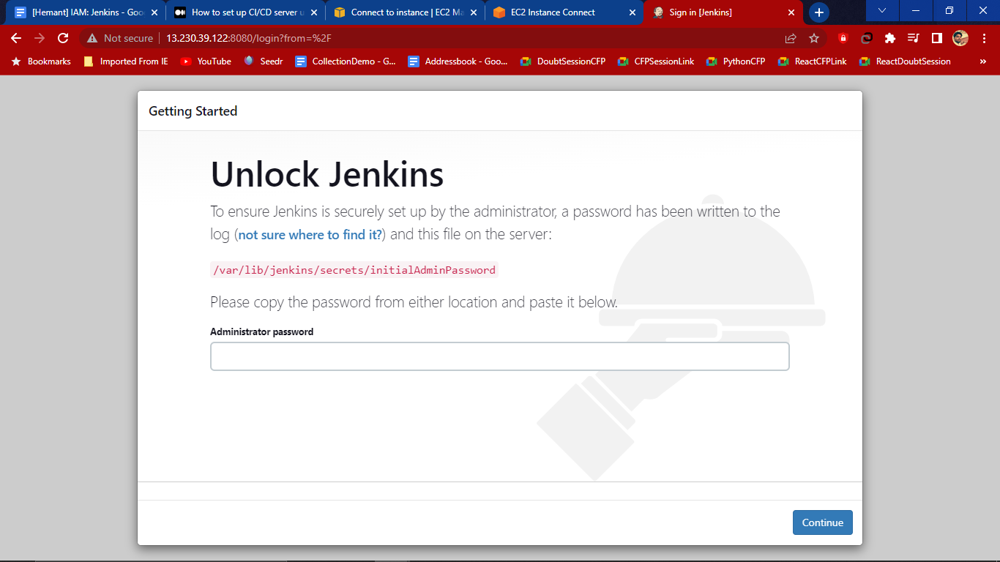 [Hemant] IAM: Jenkins - Goo
How to set up CI/CD server u
Connect to instance | EC2 Ma
EC2 Instance Connect
Sign in [Jenkins]
Not secure
13.230.39.122:8080/login?from=%2F
Bookmarks
Imported From IE
YouTube
Seedr
CollectionDemo - G...
Addressbook - Goo...
DoubtSessionCFP
CFPSessionLink
PythonCFP
ReactCFPLink
ReactDoubtSession
»
Getting Started
Unlock Jenkins
To ensure Jenkins is securely set up by the administrator, a password has been written to the
log (not sure where to find it?) and this file on the server:
/var/lib/jenkins/secrets/initialAdminPassword
Please copy the password from either location and paste it below.
Administrator password
Continue